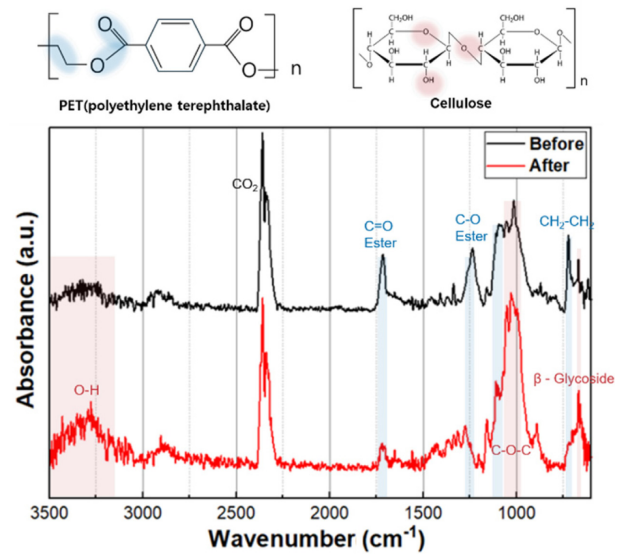 O
O
O
O
n
PET(polyethylene terephthalate)
CH₂OH
CH₂OH
H
O
H
O
O
H
H
H
O
OH
H
H
OH
H
H
O
H
OH
H
OH
n
Cellulose
Before
After
CO₂
C=O
Ester
C-O
Ester
CH₂-CH₂
O-H
β - Glycoside
C-O-C
Absorbance (a.u.)
3500 3000 2500 2000 1500 1000
Wavenumber (cm⁻¹)